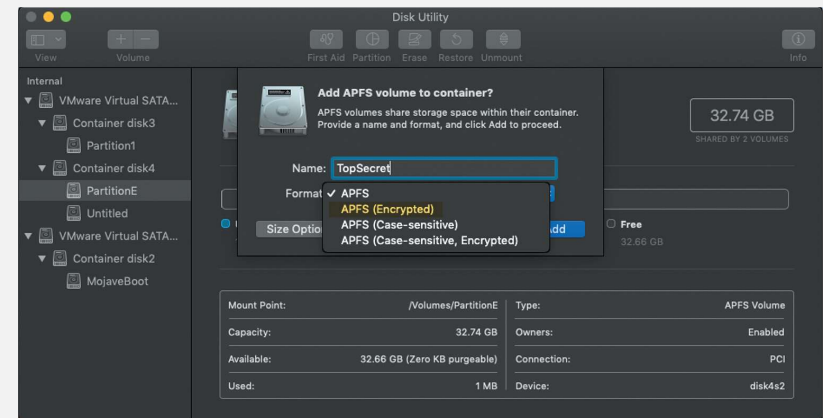 Disk Utility
View
Volume
First Aid
Partition
Erase
Restore
Unmount
Info
Internal
VMware Virtual SATA...
Container disk3
Partition1
Container disk4
PartitionE
Untitled
VMware Virtual SATA...
Container disk2
MojaveBoot
Add APFS volume to container?
APFS volumes share storage space within their container.
Provide a name and format, and click Add to proceed.
Name: TopSecret
Format
✓ APFS
APFS (Encrypted)
APFS (Case-sensitive)
APFS (Case-sensitive, Encrypted)
Size Optio
dd
32.74 GB
SHARED BY 2 VOLUMES
Free
32.66 GB
Mount Point: /Volumes/PartitionE
Type: APFS Volume
Capacity: 32.74 GB
Owners: Enabled
Available: 32.66 GB (Zero KB purgeable)
Connection: PCI
Used: 1 MB
Device: disk4s2